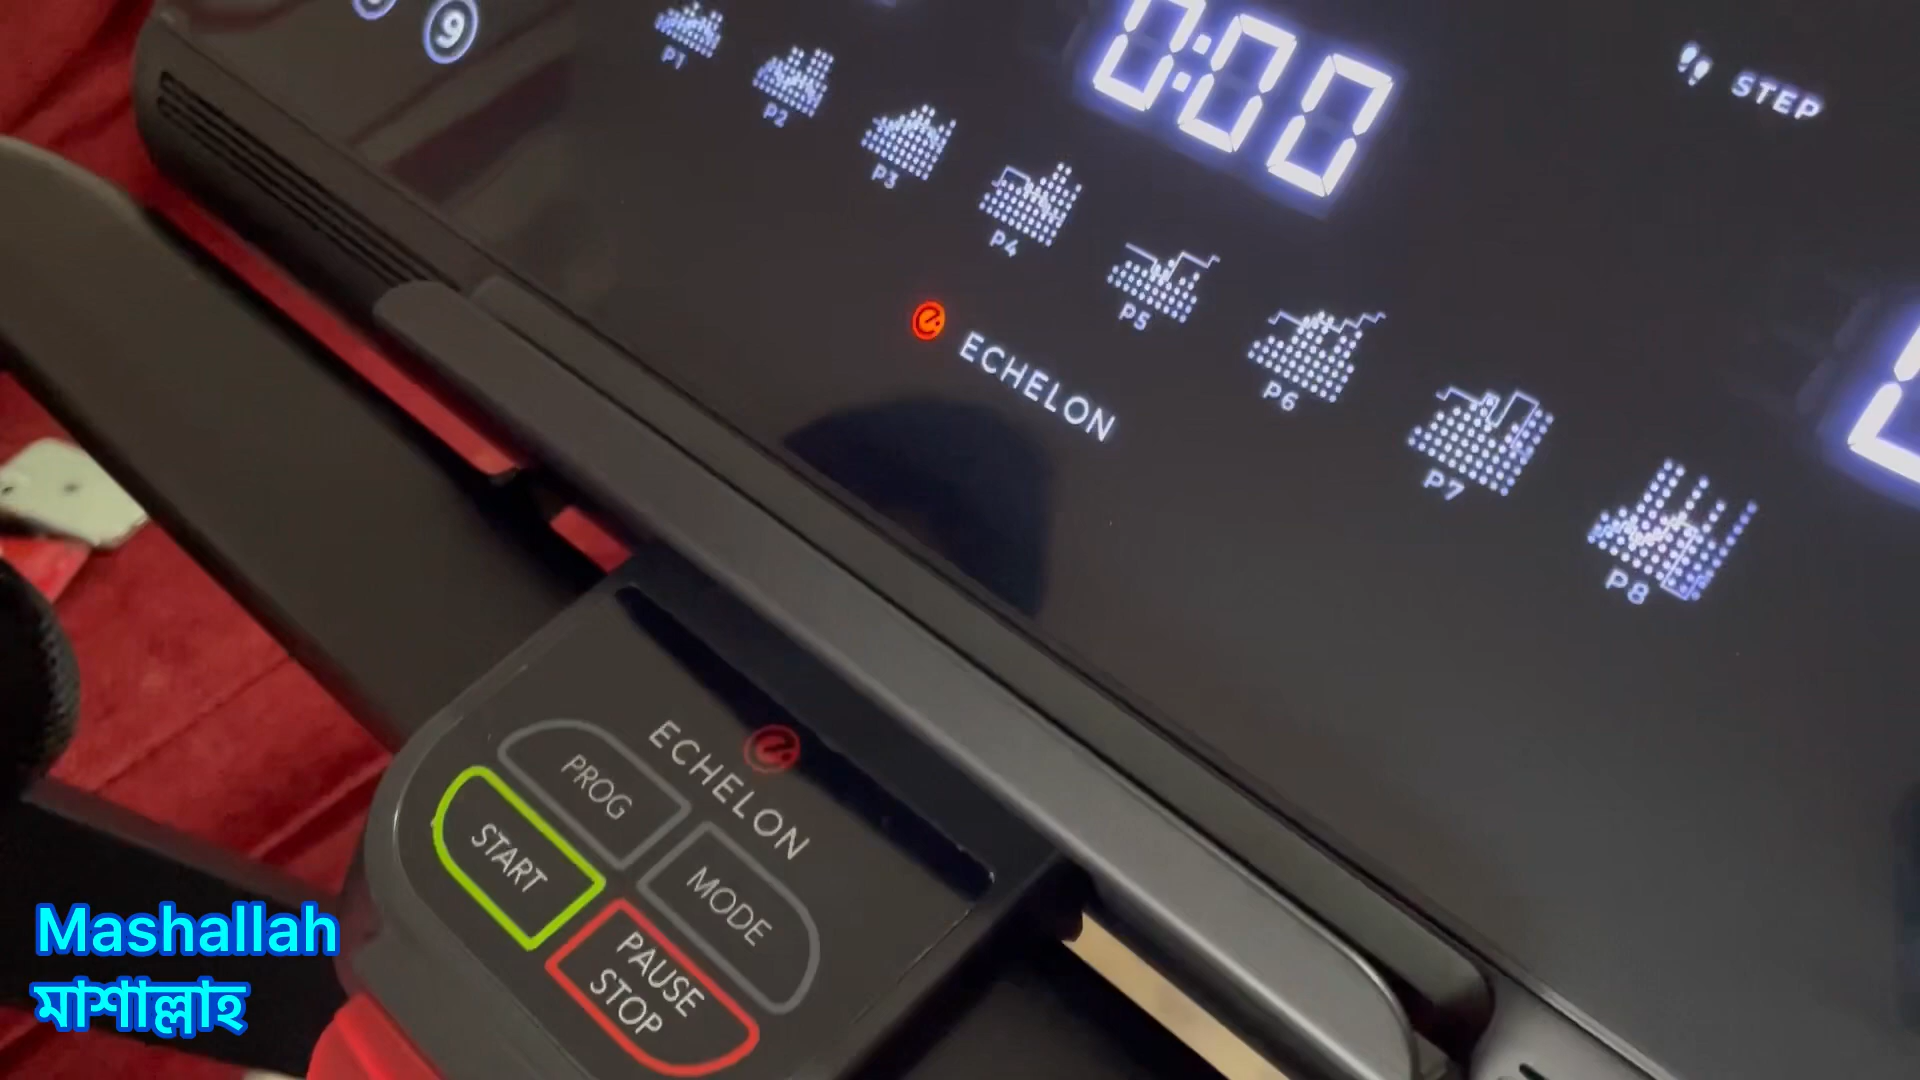 9
P1
P2
P3
P4
P5
P6
P7
P8
0:00
STEP
ECHELON
ECHELON
PROG
MODE
START
PAUSE
STOP
Mashallah
মাশাল্লাহ